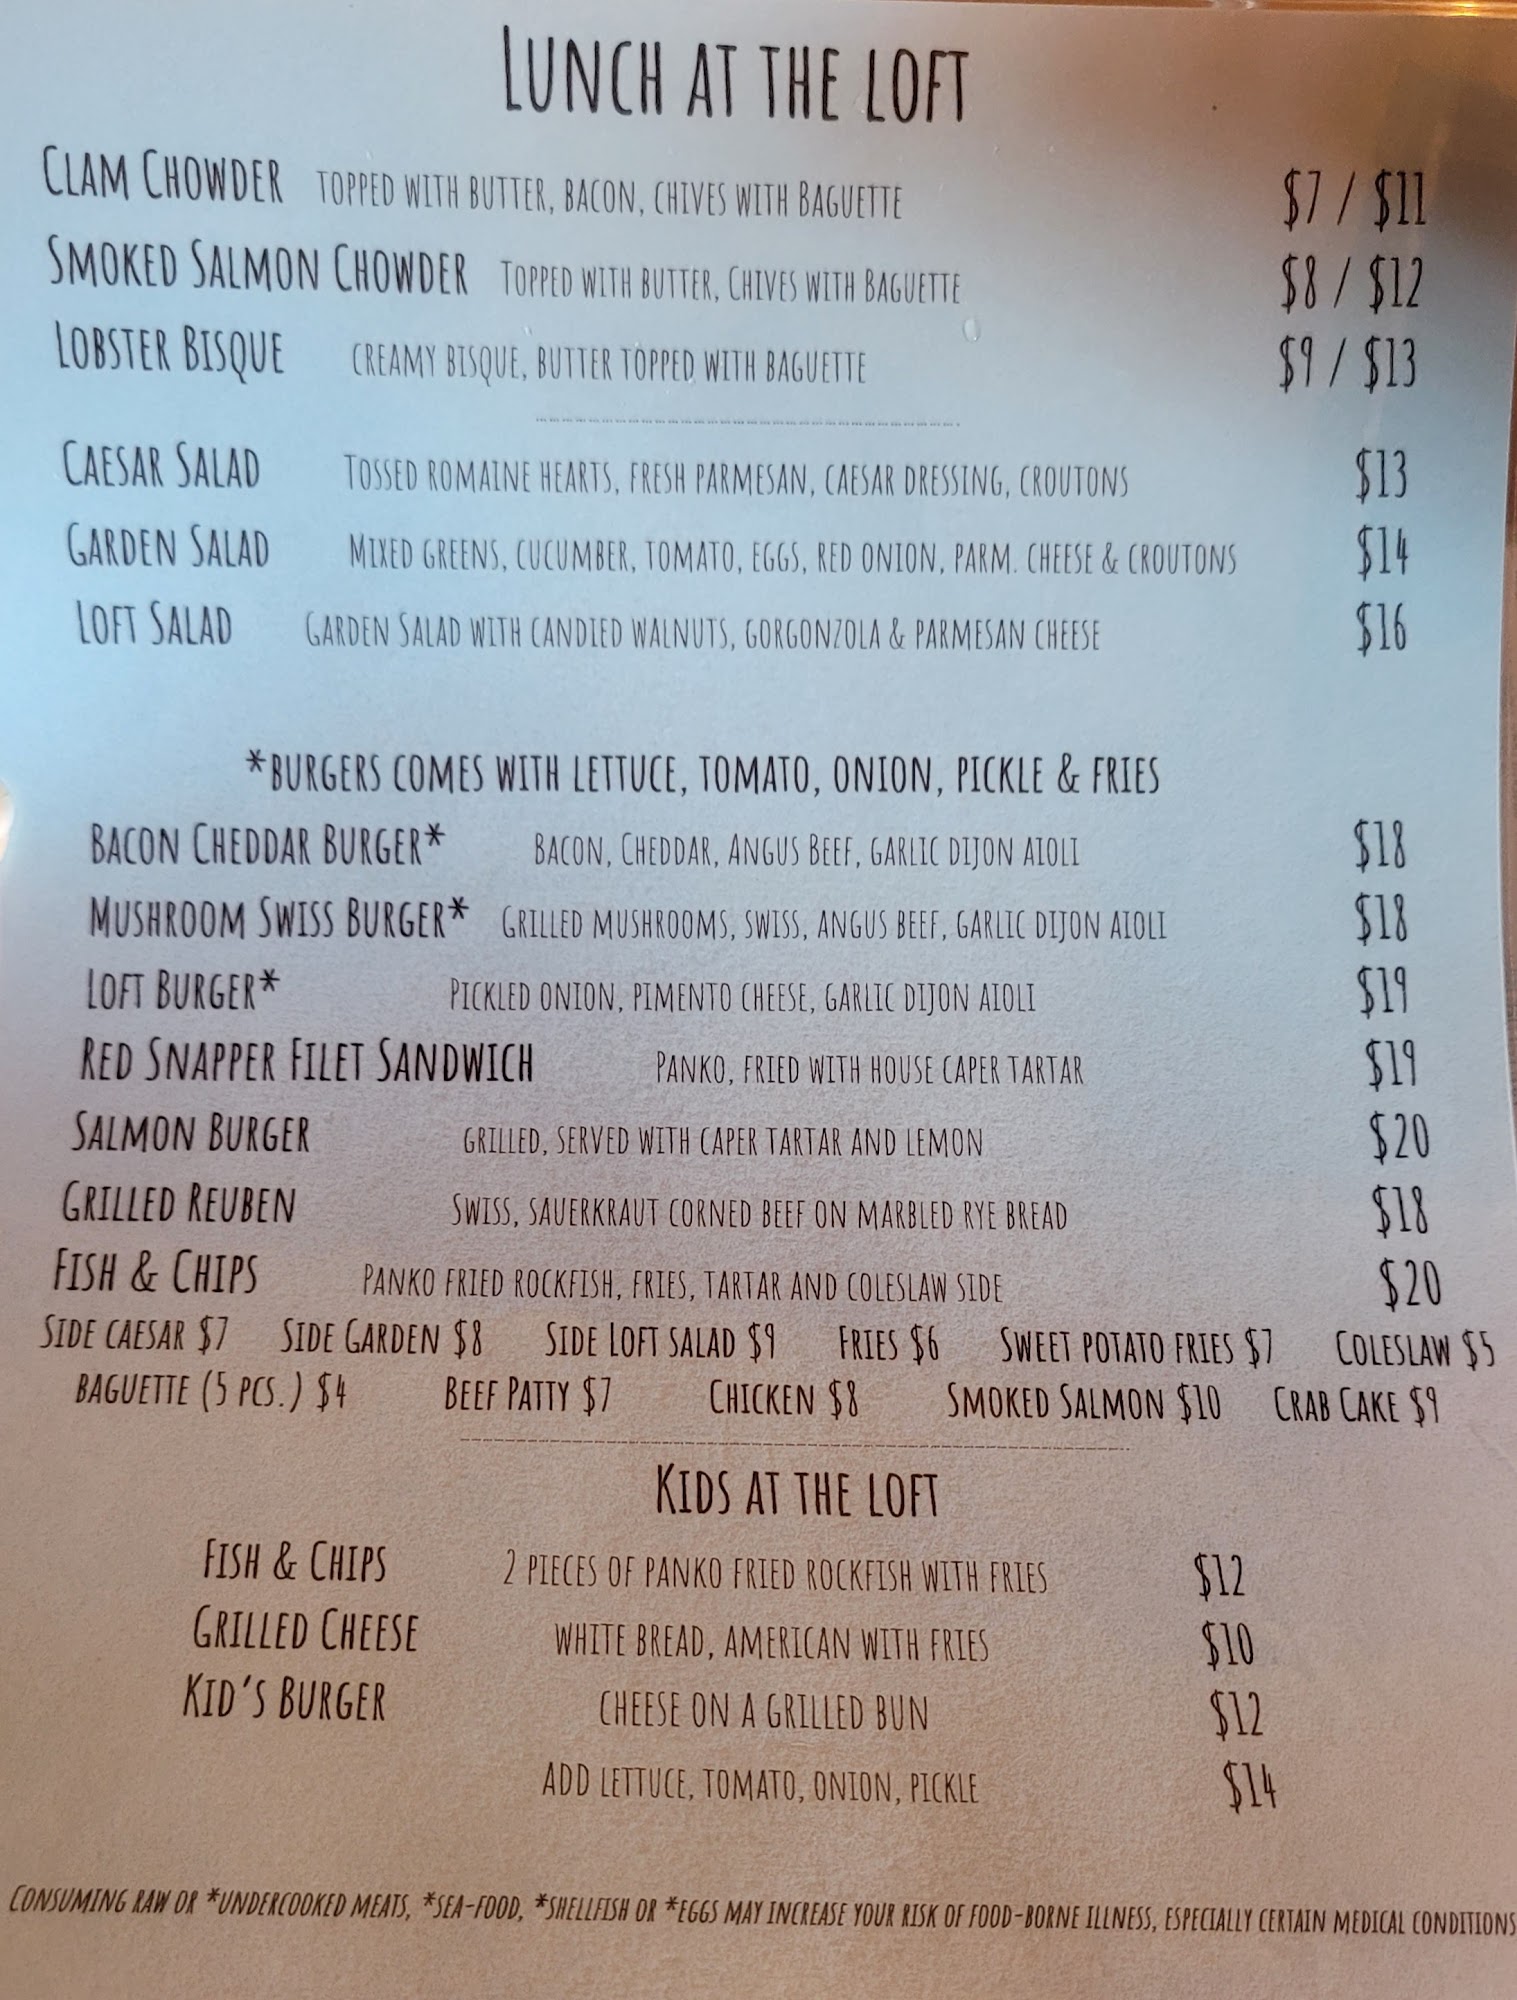 LUNCH AT THE LOFT
CLAM CHOWDER TOPPED WITH BUTTER, BACON, CHIVES WITH BAGUETTE $7 / $11
SMOKED SALMON CHOWDER TOPPED WITH BUTTER, CHIVES WITH BAGUETTE $8 / $12
LOBSTER BISQUE CREAMY BISQUE, BUTTER TOPPED WITH BAGUETTE $9 / $13
CAESAR SALAD TOSSED ROMAINE HEARTS, FRESH PARMESAN, CAESAR DRESSING, CROUTONS $13
GARDEN SALAD MIXED GREENS, CUCUMBER, TOMATO, EGGS, RED ONION, PARM. CHEESE & CROUTONS $14
LOFT SALAD GARDEN SALAD WITH CANDIED WALNUTS, GORGONZOLA & PARMESAN CHEESE $16
*BURGERS COMES WITH LETTUCE, TOMATO, ONION, PICKLE & FRIES
BACON CHEDDAR BURGER* BACON, CHEDDAR, ANGUS BEEF, GARLIC DIJON AIOLI $18
MUSHROOM SWISS BURGER* GRILLED MUSHROOMS, SWISS, ANGUS BEEF, GARLIC DIJON AIOLI $18
LOFT BURGER* PICKLED ONION, PIMENTO CHEESE, GARLIC DIJON AIOLI $19
RED SNAPPER FILET SANDWICH PANKO, FRIED WITH HOUSE CAPER TARTAR $19
SALMON BURGER GRILLED, SERVED WITH CAPER TARTAR AND LEMON $20
GRILLED REUBEN SWISS, SAUERKRAUT CORNED BEEF ON MARBLED RYE BREAD $18
FISH & CHIPS PANKO FRIED ROCKFISH, FRIES, TARTAR AND COLESLAW SIDE $20
SIDE CAESAR $7 SIDE GARDEN $8 SIDE LOFT SALAD $9 FRIES $6 SWEET POTATO FRIES $7 COLESLAW $5
BAGUETTE (5 PCS.) $4 BEEF PATTY $7 CHICKEN $8 SMOKED SALMON $10 CRAB CAKE $9
KIDS AT THE LOFT
FISH & CHIPS 2 PIECES OF PANKO FRIED ROCKFISH WITH FRIES $12
GRILLED CHEESE WHITE BREAD, AMERICAN WITH FRIES $10
KID'S BURGER CHEESE ON A GRILLED BUN $12
ADD LETTUCE, TOMATO, ONION, PICKLE $14
CONSUMING RAW OR *UNDERCOOKED MEATS, *SEA-FOOD, *SHELLFISH OR *EGGS MAY INCREASE YOUR RISK OF FOOD-BORNE ILLNESS, ESPECIALLY CERTAIN MEDICAL CONDITIONS